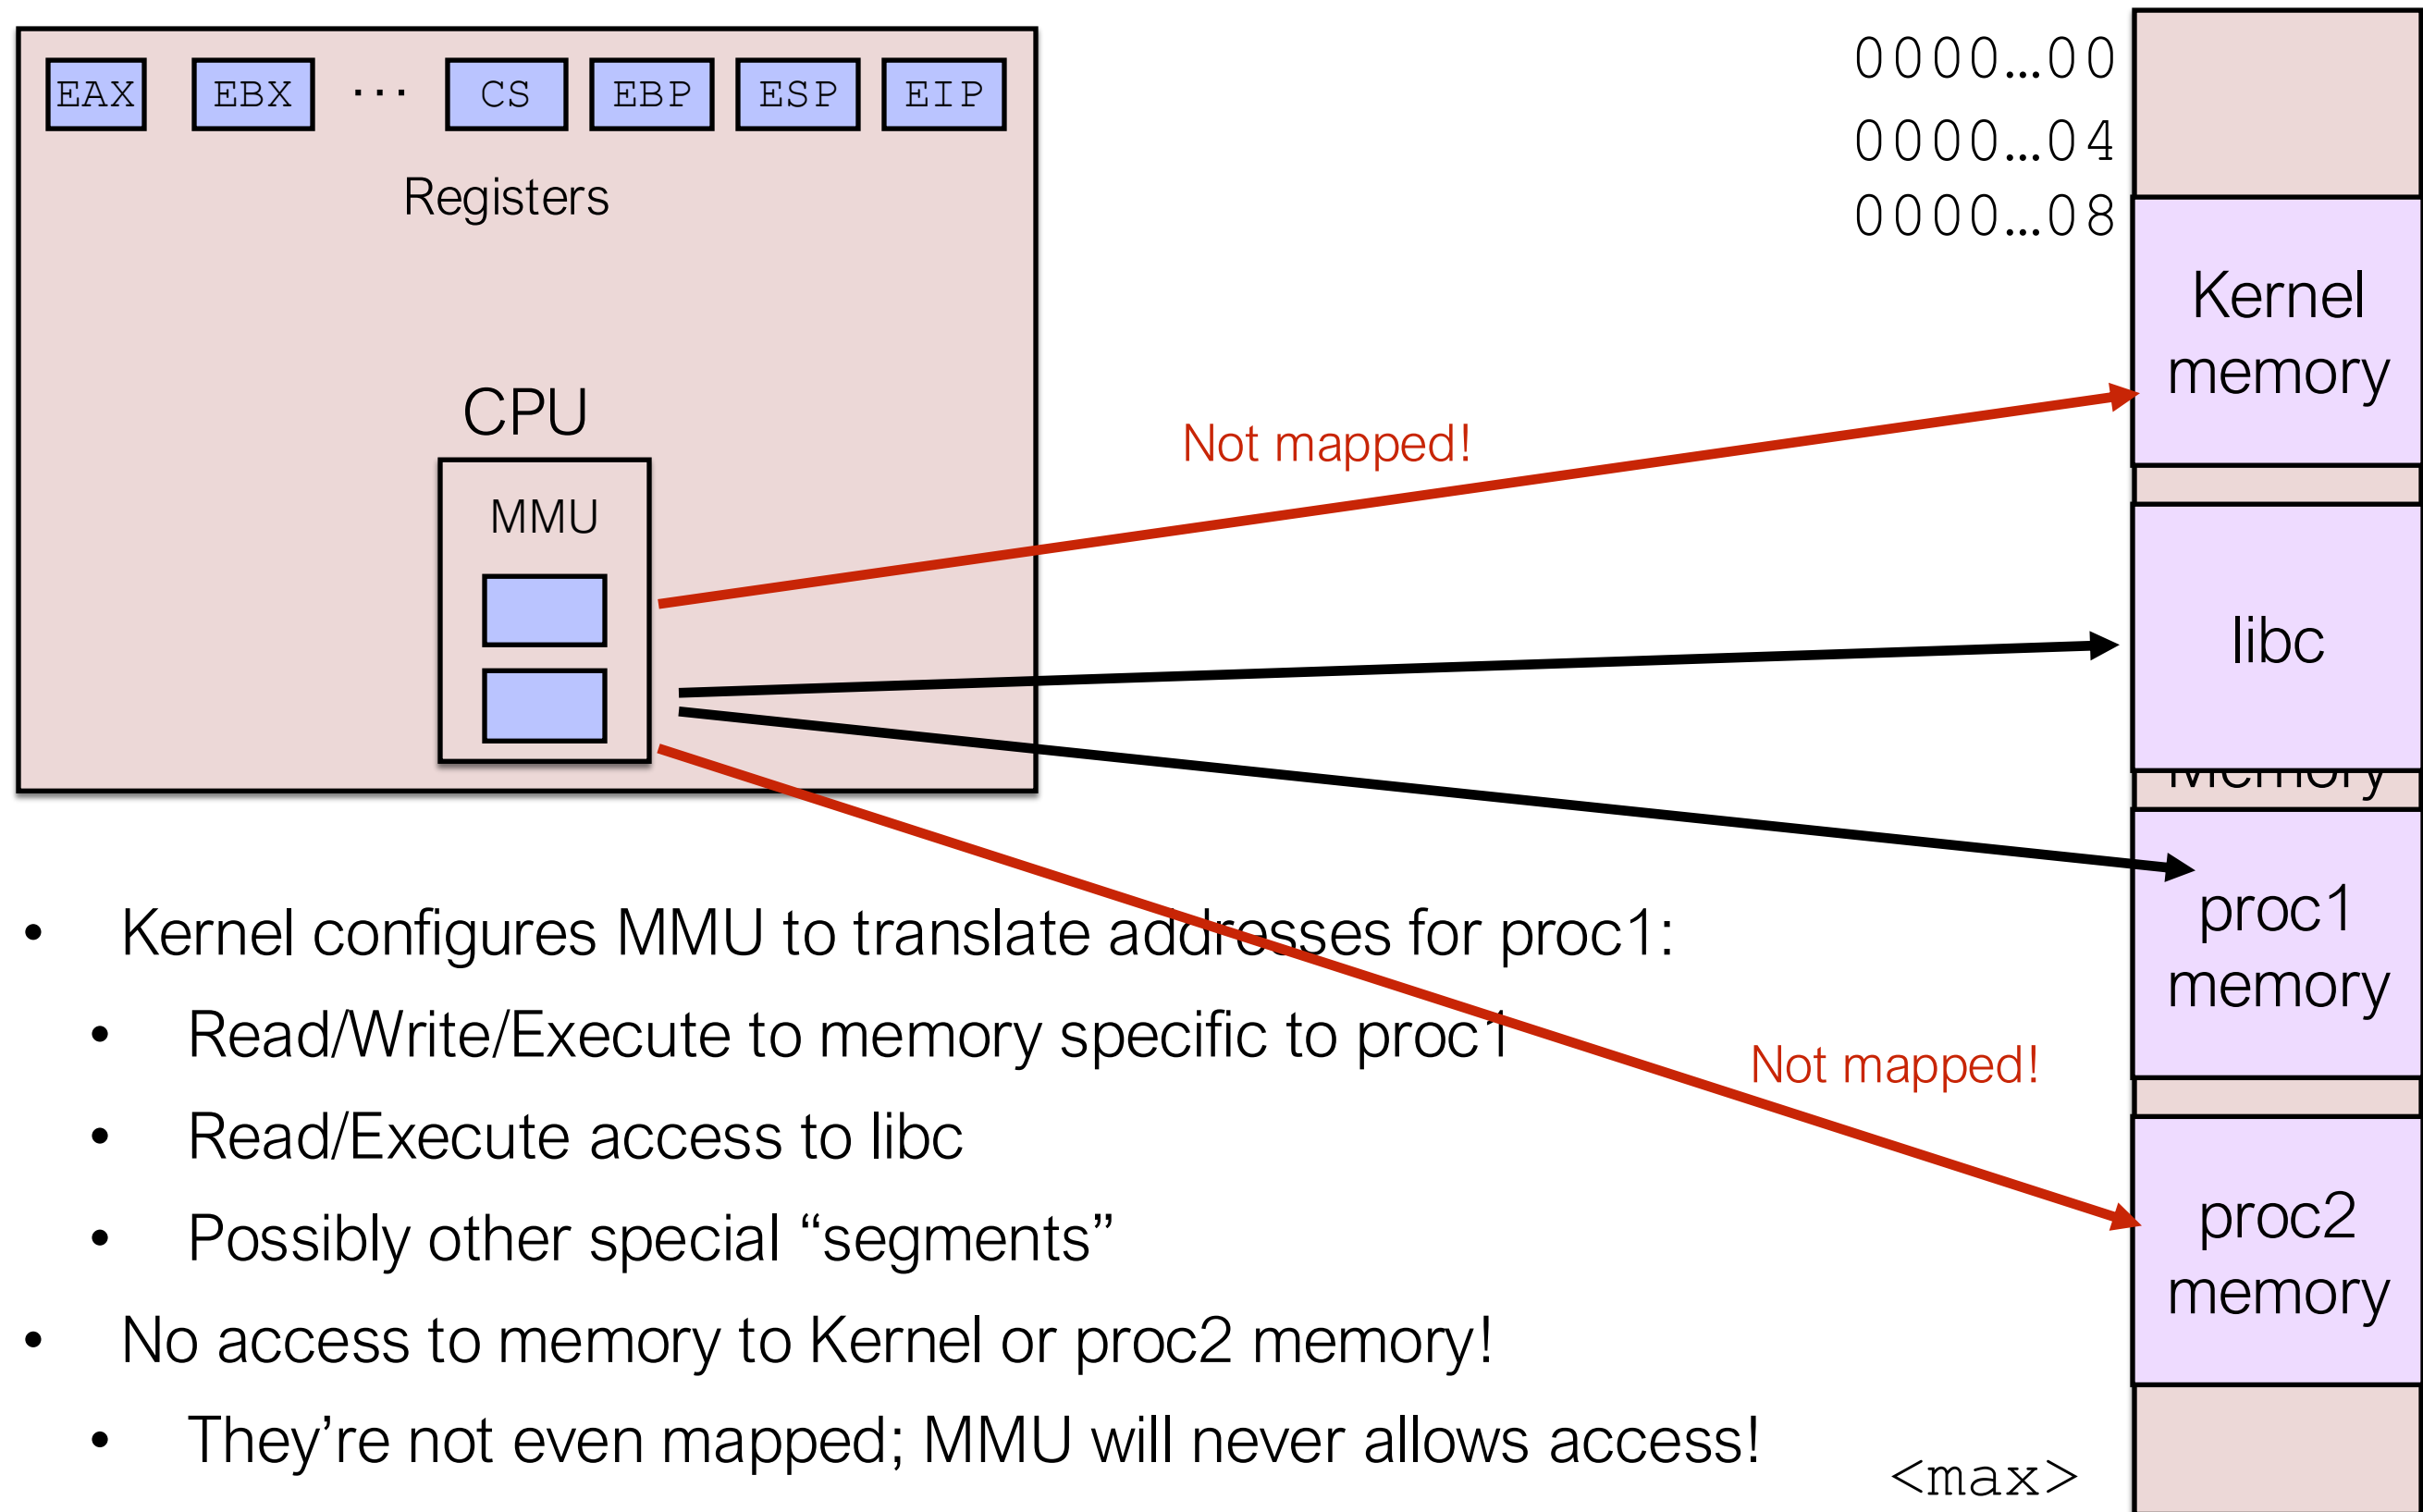 EAX EBX ... CS EBP ESP EIP
Registers
CPU
MMU
0000…00
0000…04
0000…08
Kernel
memory
Not mapped!
libc
Memory
proc1
memory
Not mapped!
proc2
memory
<max>
• Kernel configures MMU to translate addresses for proc1:
• Read/Write/Execute to memory specific to proc1
• Read/Execute access to libc
• Possibly other special “segments”
• No access to memory to Kernel or proc2 memory!
• They’re not even mapped; MMU will never allows access!